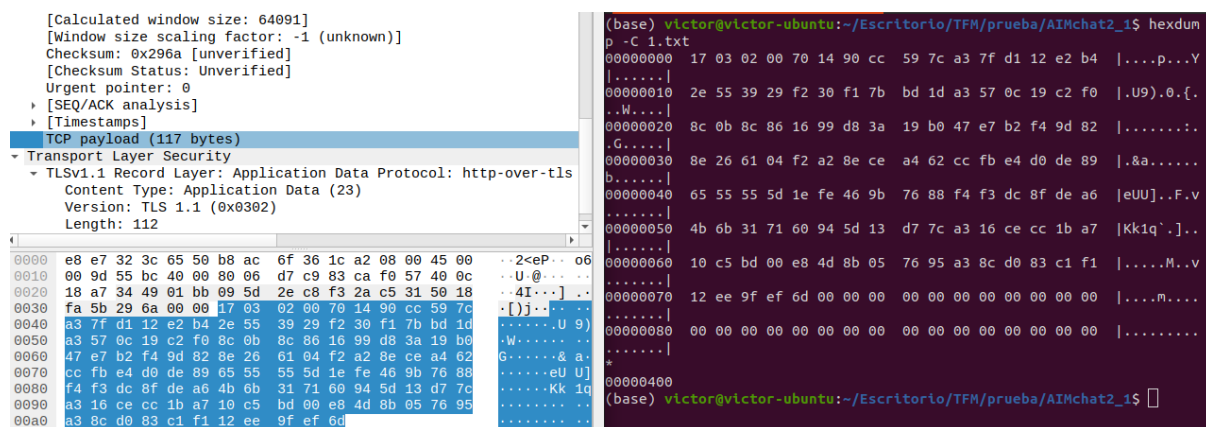 [Calculated window size: 64091]
[Window size scaling factor: -1 (unknown)]
Checksum: 0x296a [unverified]
[Checksum Status: Unverified]
Urgent pointer: 0
[SEQ/ACK analysis]
[Timestamps]
TCP payload (117 bytes)
Transport Layer Security
TLSv1.1 Record Layer: Application Data Protocol: http-over-tls
Content Type: Application Data (23)
Version: TLS 1.1 (0x0302)
Length: 112
0000 e8 e7 32 3c 65 50 b8 ac 6f 36 1c a2 08 00 45 00 ··2<eP·· o6
0010 00 9d 55 bc 40 00 80 06 d7 c9 83 ca f0 57 40 0c ··U·@··· ··
0020 18 a7 34 49 01 bb 09 5d 2e c8 f3 2a c5 31 50 18 ··4I···] ··
0030 fa 5b 29 6a 00 00 17 03 02 00 70 14 90 cc 59 7c ·[)j···· ··
0040 a3 7f d1 12 e2 b4 2e 55 39 29 f2 30 f1 7b bd 1d ·······.U 9)
0050 a3 57 0c 19 c2 f0 8c 0b 8c 86 16 99 d8 3a 19 b0 ·W······ ··
0060 47 e7 b2 f4 9d 82 8e 26 61 04 f2 a2 8e ce a4 62 G······& a·
0070 cc fb e4 d0 de 89 65 55 55 5d 1e fe 46 9b 76 88 ······eU U]
0080 f4 f3 dc 8f de a6 4b 6b 31 71 60 94 5d 13 d7 7c ······Kk 1q
0090 a3 16 ce cc 1b a7 10 c5 bd 00 e8 4d 8b 05 76 95 ········ ··
00a0 a3 8c d0 83 c1 f1 12 ee 9f ef 6d ········ ··
(base) victor@victor-ubuntu:~/Escritorio/TFM/prueba/AIMchat2_1$ hexdum
p -C 1.txt
00000000 17 03 02 00 70 14 90 cc 59 7c a3 7f d1 12 e2 b4 |....p...Y
|......|
00000010 2e 55 39 29 f2 30 f1 7b bd 1d a3 57 0c 19 c2 f0 |.U9).0.{.
..W....|
00000020 8c 0b 8c 86 16 99 d8 3a 19 b0 47 e7 b2 f4 9d 82 |.......:.
.G.....|
00000030 8e 26 61 04 f2 a2 8e ce a4 62 cc fb e4 d0 de 89 |.&a......
b......|
00000040 65 55 55 5d 1e fe 46 9b 76 88 f4 f3 dc 8f de a6 |eUU]..F.v
.......|
00000050 4b 6b 31 71 60 94 5d 13 d7 7c a3 16 ce cc 1b a7 |Kk1q`.]..
|......|
00000060 10 c5 bd 00 e8 4d 8b 05 76 95 a3 8c d0 83 c1 f1 |.....M..v
.......|
00000070 12 ee 9f ef 6d 00 00 00 00 00 00 00 00 00 00 00 |....m....
.......|
00000080 00 00 00 00 00 00 00 00 00 00 00 00 00 00 00 00 |.........
.......|
*
00000400
(base) victor@victor-ubuntu:~/Escritorio/TFM/prueba/AIMchat2_1$